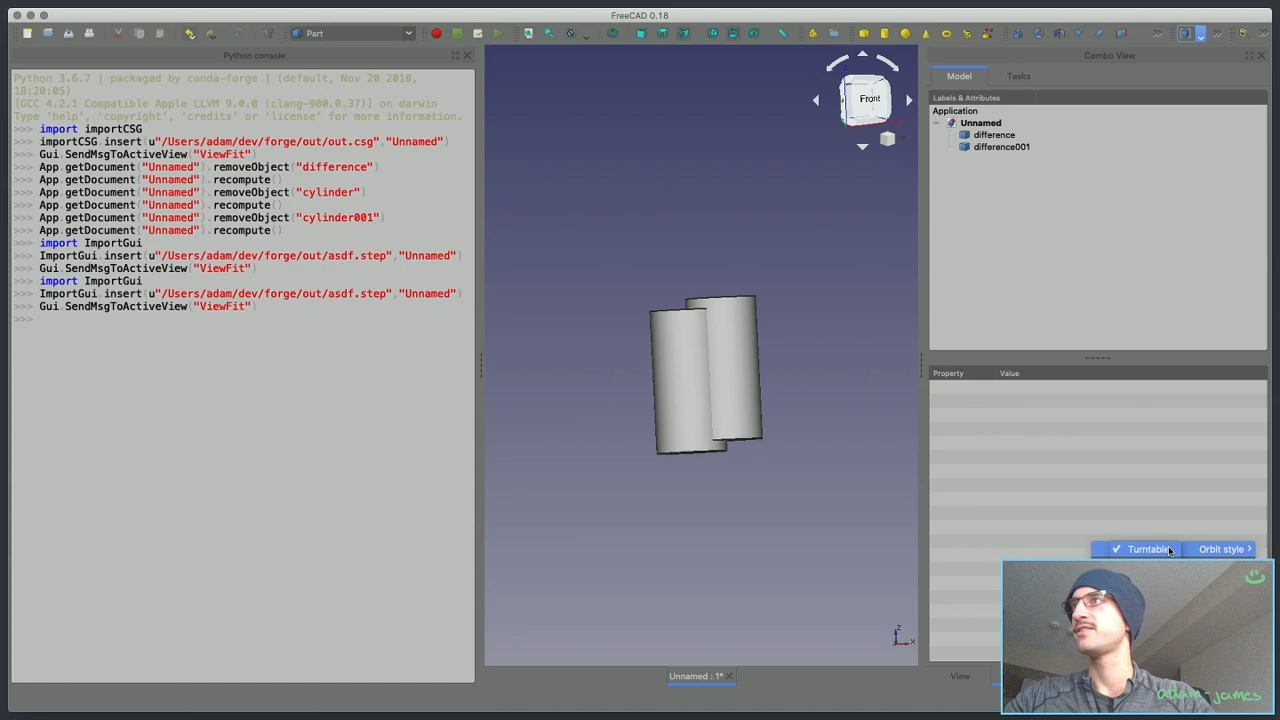 FreeCAD 0.18
Part
Python console
Combo View
Python 3.6.7 | packaged by conda-forge | (default, Nov 20 2018,
18:20:05)
[GCC 4.2.1 Compatible Apple LLVM 9.0.0 (clang-900.0.37)] on darwin
Type 'help', 'copyright', 'credits' or 'license' for more information.
>>> import importCSG
>>> importCSG.insert(u"/Users/adam/dev/forge/out/out.csg","Unnamed")
>>> Gui.SendMsgToActiveView("ViewFit")
>>> App.getDocument("Unnamed").removeObject("difference")
>>> App.getDocument("Unnamed").recompute()
>>> App.getDocument("Unnamed").removeObject("cylinder")
>>> App.getDocument("Unnamed").recompute()
>>> App.getDocument("Unnamed").removeObject("cylinder001")
>>> App.getDocument("Unnamed").recompute()
>>> import ImportGui
>>> ImportGui.insert(u"/Users/adam/dev/forge/out/asdf.step","Unnamed")
>>> Gui.SendMsgToActiveView("ViewFit")
>>> import ImportGui
>>> ImportGui.insert(u"/Users/adam/dev/forge/out/asdf.step","Unnamed")
>>> Gui.SendMsgToActiveView("ViewFit")
>>>
Front
Z
X
Unnamed : 1*
Model Tasks
Labels & Attributes
Application
Unnamed
difference
difference001
Property Value
Turntable Orbit style
View
adam-james